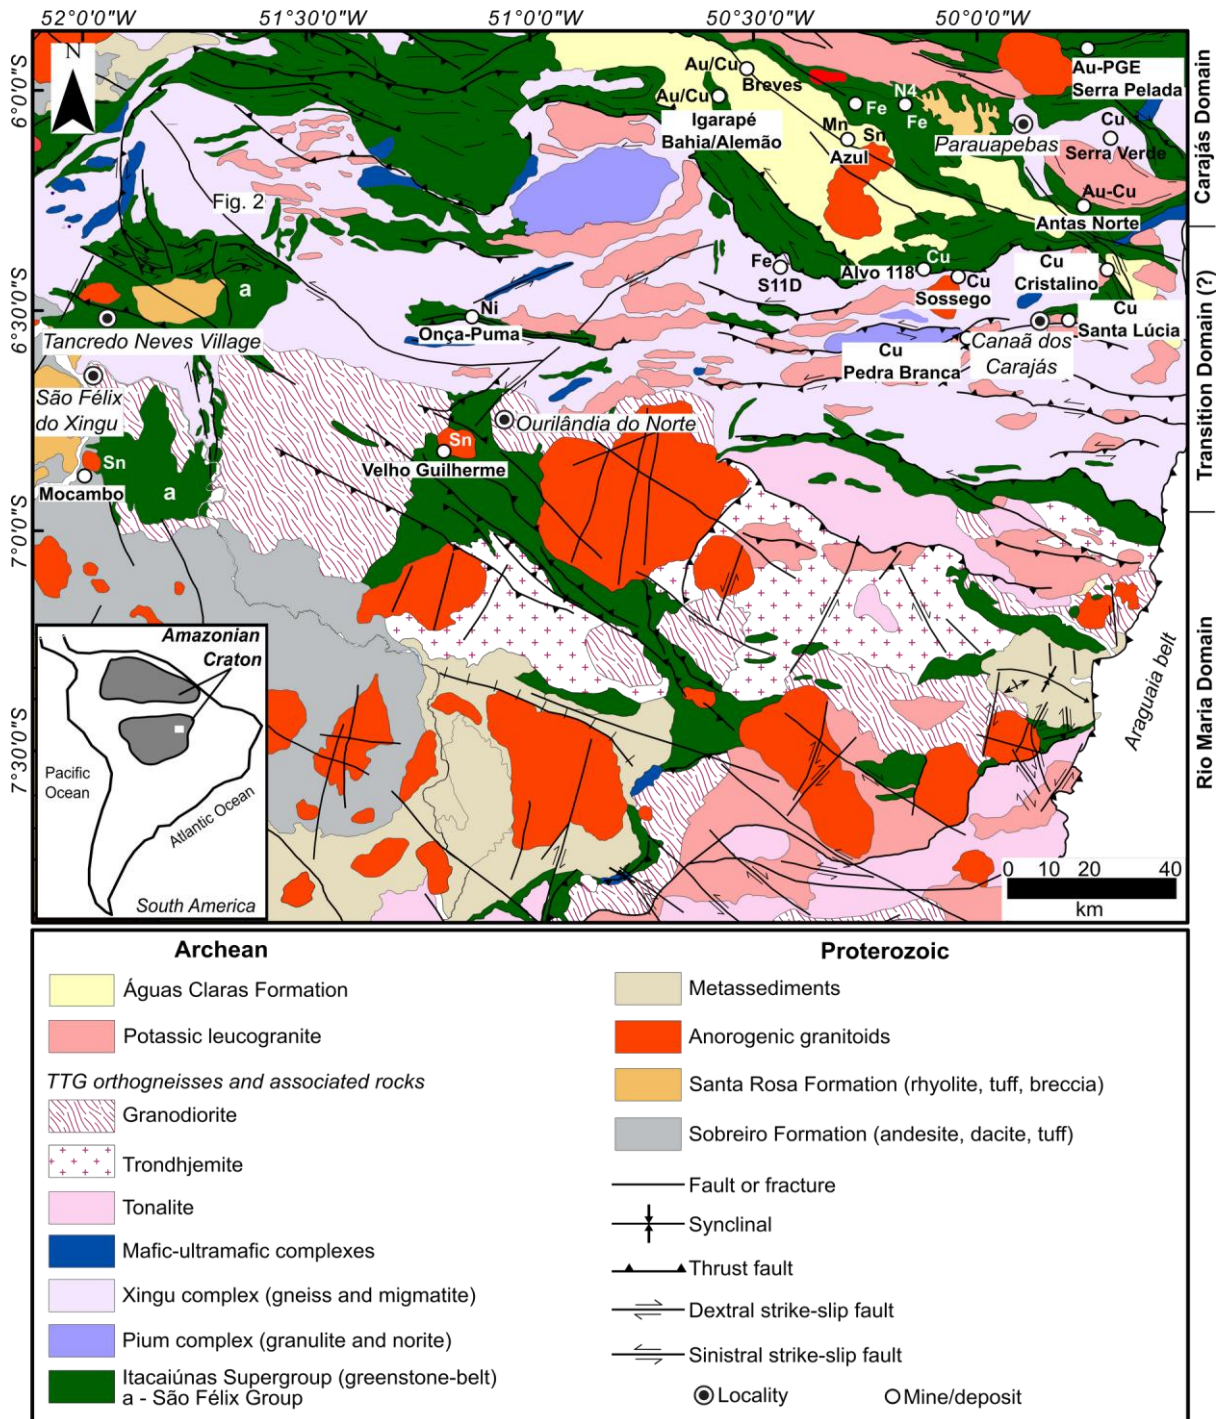 52°0'0"W
51°30'0"W
51°0'0"W
50°30'0"W
50°0'0"W
6°0'0"S
6°30'0"S
7°0'0"S
7°30'0"S
N
Au/Cu
Breves
Au/Cu
Igarapé
Bahia/Alemão
Fe
N4
Fe
Mn
Sn
Azul
Au-PGE
Serra Pelada
Parauapebas
Cu
Serra Verde
Au-Cu
Antas Norte
Fig. 2
Fe
S11D
Alvo 118
Cu
Cu
Sossego
Cu
Cristalino
Cu
Santa Lúcia
a
Tancredo Neves Village
Ni
Onça-Puma
Cu
Pedra Branca
Canaã dos
Carajás
São Félix
do Xingu
Sn
Mocambo
a
Sn
Velho Guilherme
Ourilândia do Norte
Carajás Domain
Transition Domain (?)
Rio Maria Domain
Araguaia belt
Amazonian
Craton
Pacific
Ocean
Atlantic Ocean
South America
0 10 20 40
km
Archean
Águas Claras Formation
Potassic leucogranite
TTG orthogneisses and associated rocks
Granodiorite
Trondhjemite
Tonalite
Mafic-ultramafic complexes
Xingu complex (gneiss and migmatite)
Pium complex (granulite and norite)
Itacaiúnas Supergroup (greenstone-belt)
a - São Félix Group
Proterozoic
Metassediments
Anorogenic granitoids
Santa Rosa Formation (rhyolite, tuff, breccia)
Sobreiro Formation (andesite, dacite, tuff)
Fault or fracture
Synclinal
Thrust fault
Dextral strike-slip fault
Sinistral strike-slip fault
Locality
Mine/deposit